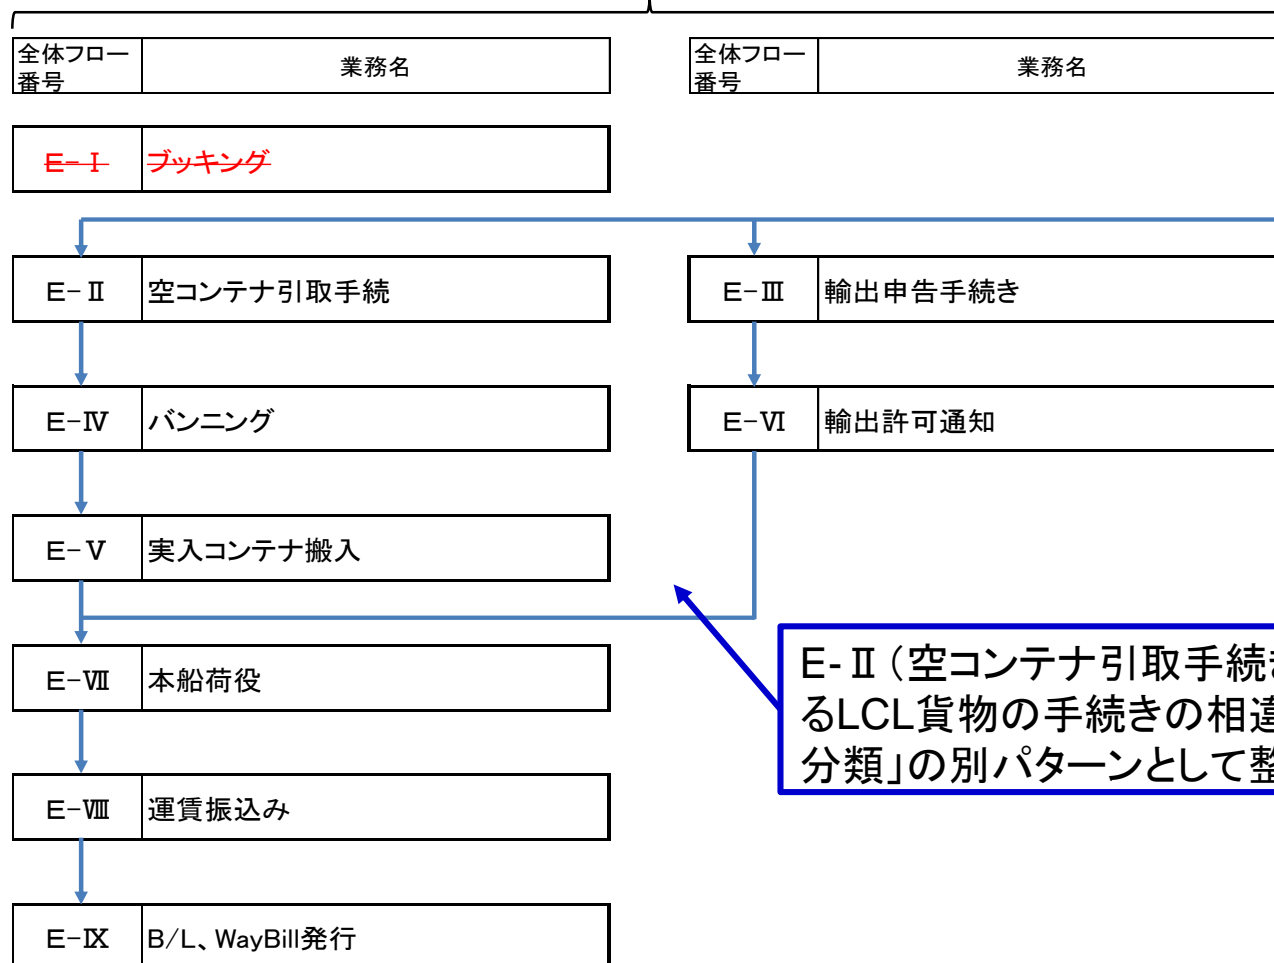 全体フロー
番号
業務名
全体フロー
番号
業務名
E-Ⅰ ブッキング
E-Ⅱ 空コンテナ引取手続
E-Ⅲ 輸出申告手続き
E-Ⅳ バンニング
E-Ⅵ 輸出許可通知
E-Ⅴ 実入コンテナ搬入
E-Ⅶ 本船荷役
E-Ⅱ（空コンテナ引取手続き
るLCL貨物の手続きの相違
分類」の別パターンとして整
E-Ⅷ 運賃振込み
E-Ⅸ B/L、WayBill発行